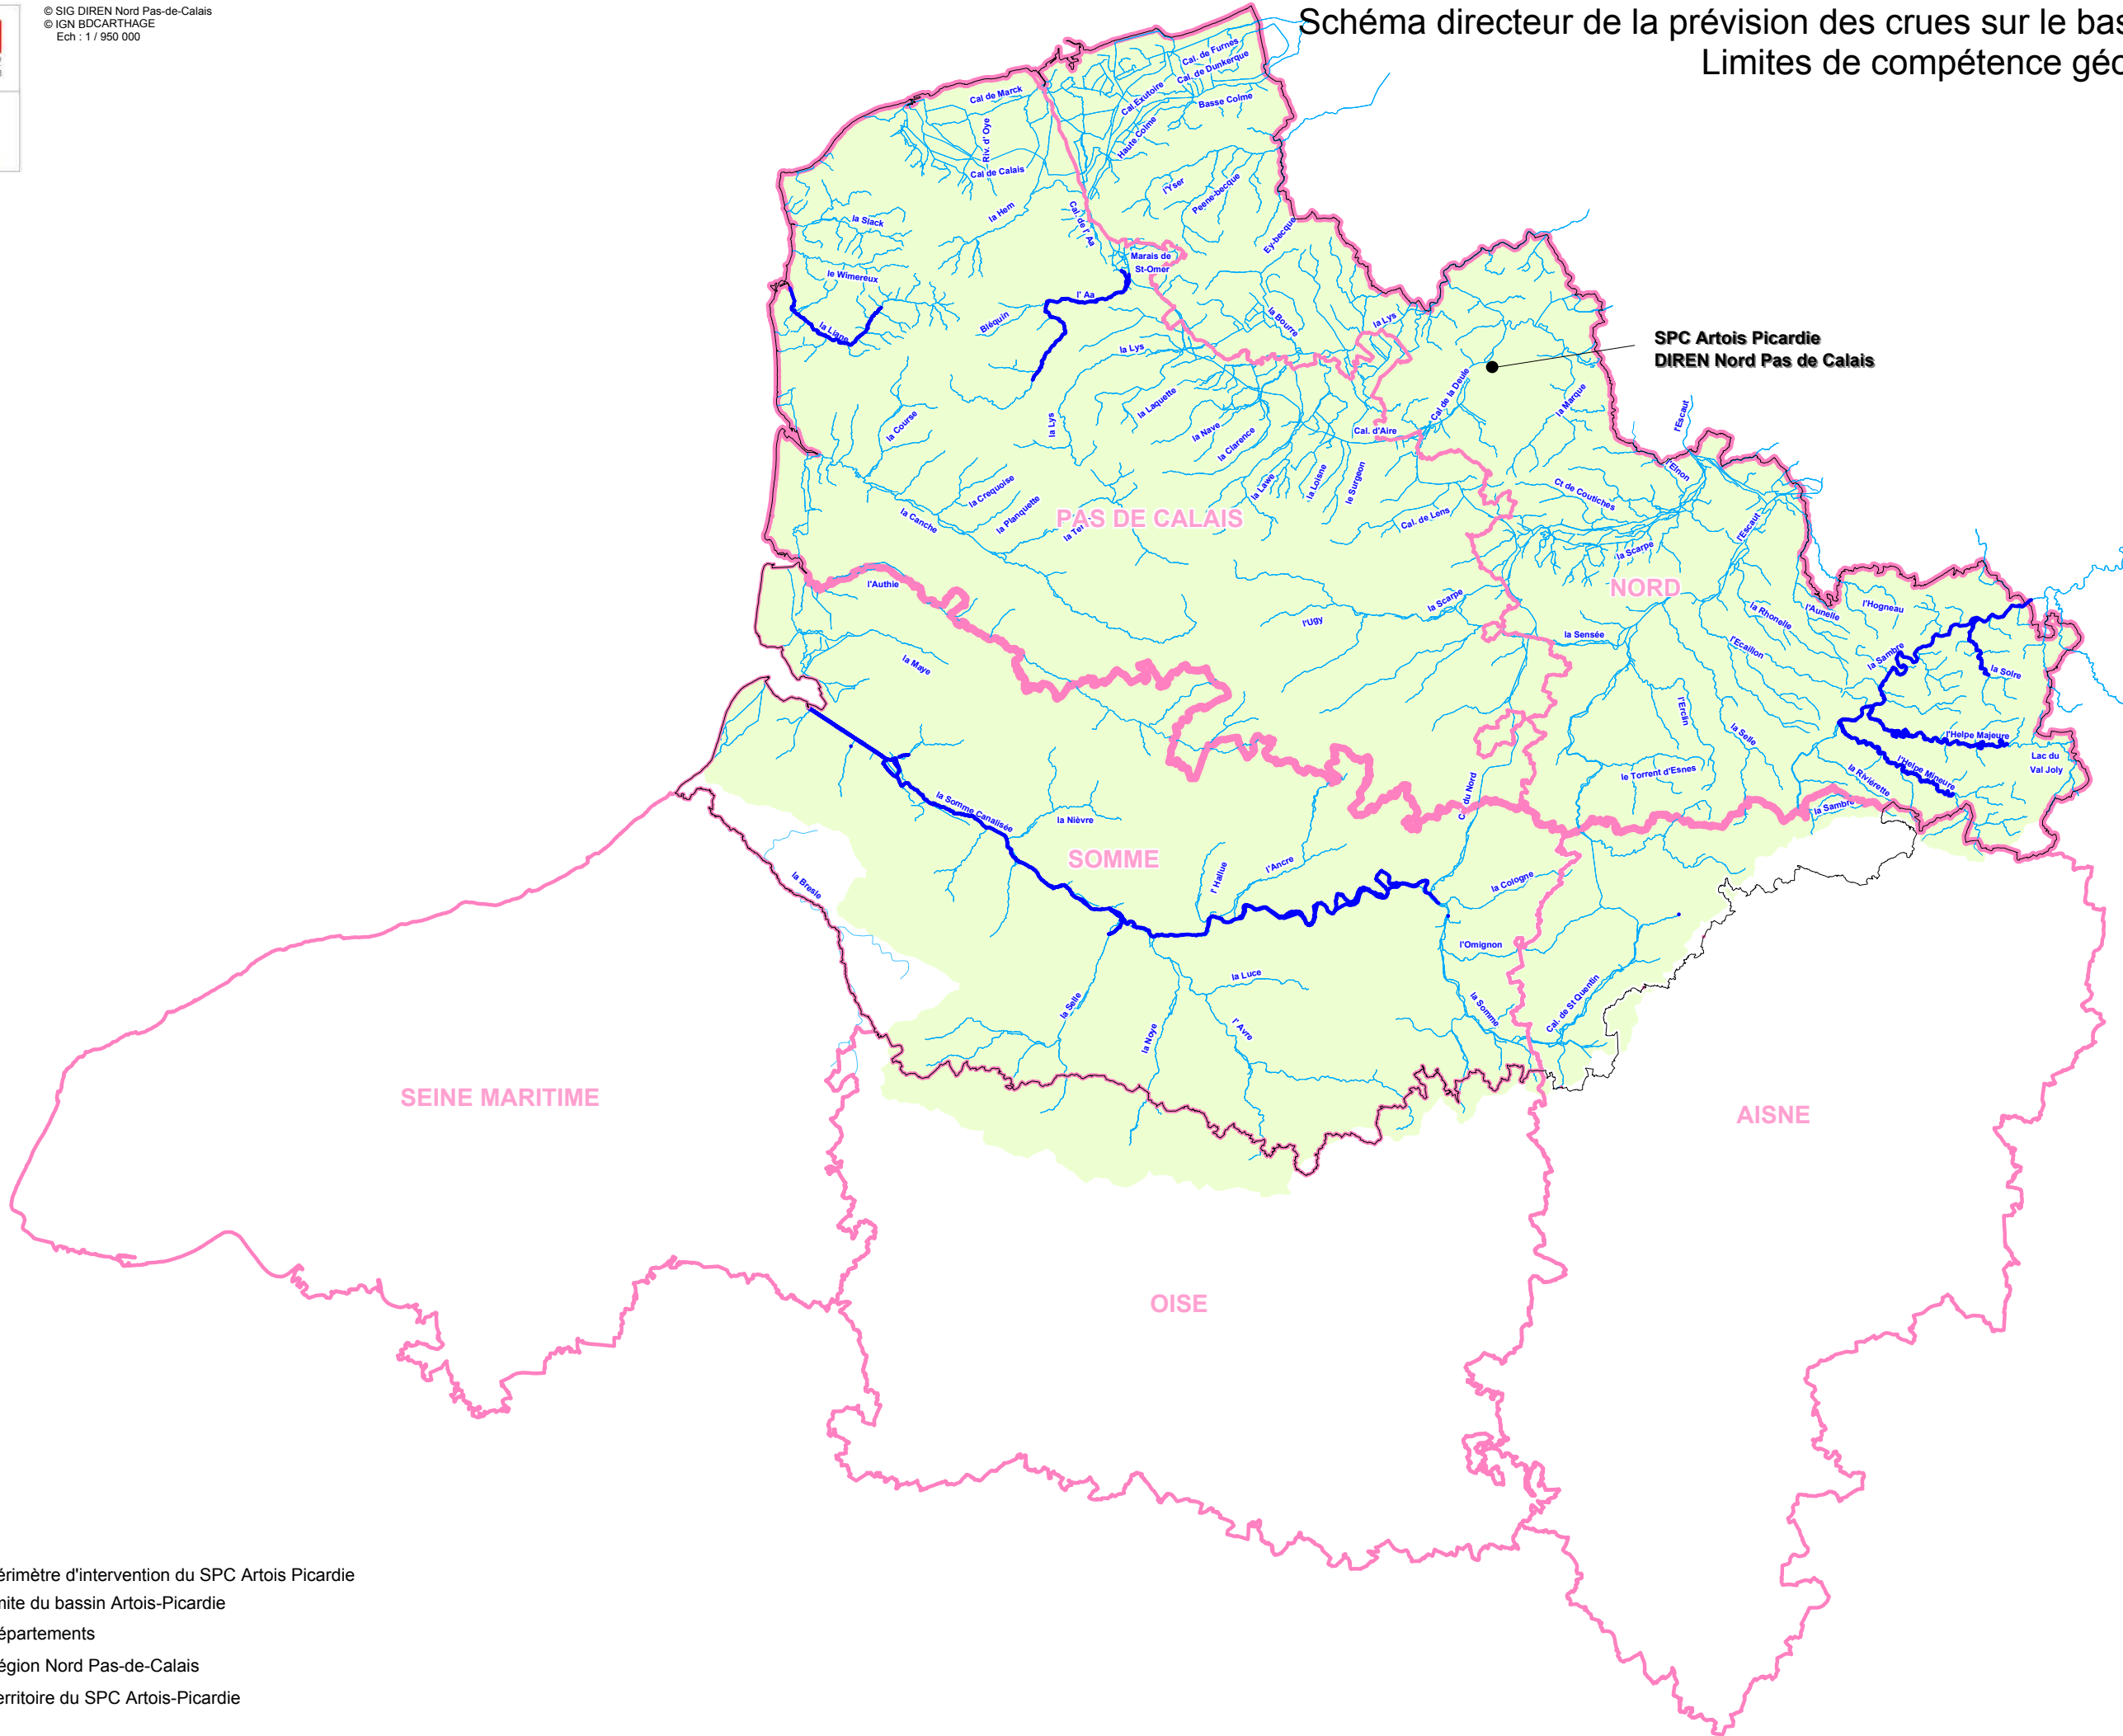 © SIG DIREN Nord Pas-de-Calais
© IGN BDCARTHAGE
Ech : 1 / 950 000
Schéma directeur de la prévision des crues sur le bas
Limites de compétence géo
Cal. de Furnes
Cal. de Dunkerque
Cal de Marck
Cal Exutoire
Basse Colme
Riv. d' Oye
Haute Colme
Cal de Calais
l'Yser
Peene-becque
la Hem
la Slack
Cal. de l' Aa
Ey-becque
Marais de
St-Omer
le Wimereux
l' Aa
la Liane
Bléquin
la Bourre
la Lys
la Lys
SPC Artois Picardie
DIREN Nord Pas de Calais
Cal de la Deule
la Marque
la Laquette
la Course
la Lys
l'Escaut
la Nave
Cal. d'Aire
la Clarence
l'Elnon
la Lawe
la Loisne
le Surgeon
Ct de Coutiches
la Crequoise
la Planquette
la Canche
PAS DE CALAIS
la Ter
Cal. de Lens
l'Escaut
la Scarpe
l'Authie
NORD
la Scarpe
l'Ugy
la Rhonelle
l'Aunelle
l'Hogneau
la Sensée
l'Ecaillon
la Sambre
la Maye
la Solre
l'Erclin
la Selle
l'Helpe Majeure
Lac du
Val Joly
le Torrent d'Esnes
l'Helpe Mineure
la Riviérette
C du Nord
la Sambre
la Somme Canalisée
la Nièvre
SOMME
l' Hallue
l'Ancre
la Bresle
la Cologne
l'Omignon
la Luce
la Selle
la Somme
Cal. de St Quentin
la Noye
l' Avre
SEINE MARITIME
AISNE
OISE
érimètre d'intervention du SPC Artois Picardie
mite du bassin Artois-Picardie
épartements
égion Nord Pas-de-Calais
erritoire du SPC Artois-Picardie